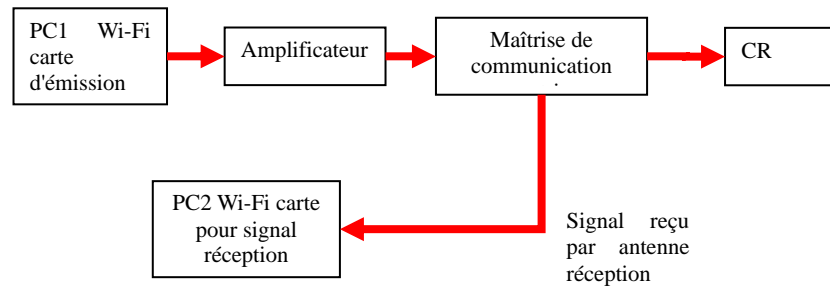 PC1 Wi-Fi
carte
d'émission
Amplificateur
Maîtrise de
communication
.
CR
PC2 Wi-Fi carte
pour signal
réception
Signal reçu
par antenne
réception